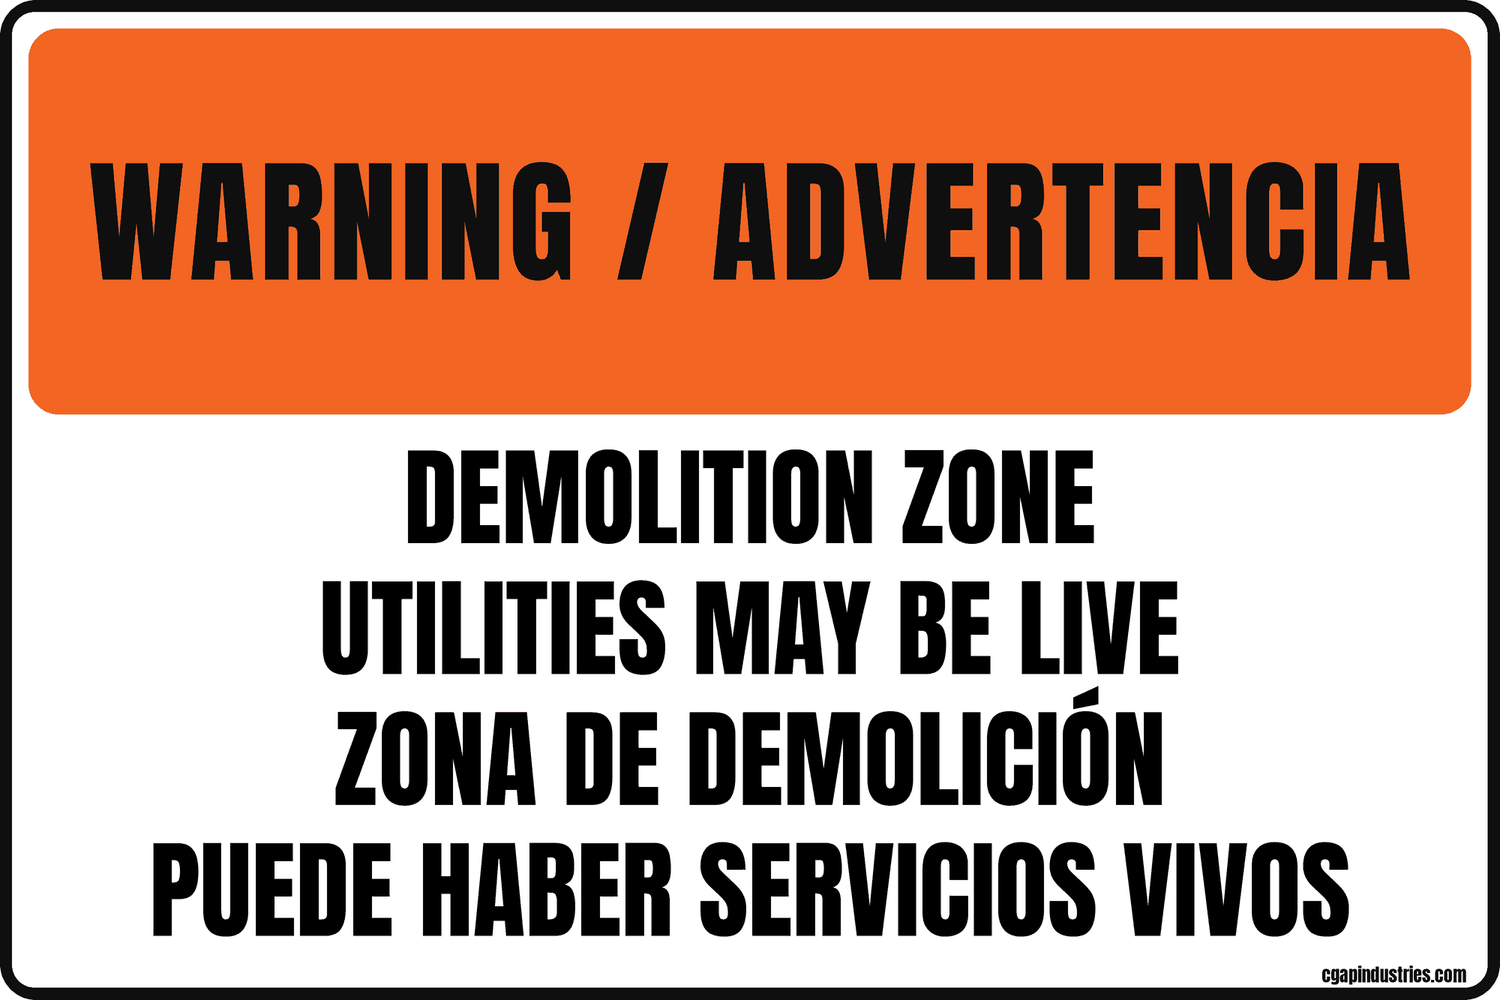 WARNING / ADVERTENCIA
DEMOLITION ZONE
UTILITIES MAY BE LIVE
ZONA DE DEMOLICIÓN
PUEDE HABER SERVICIOS VIVOS
cgapindustries.com